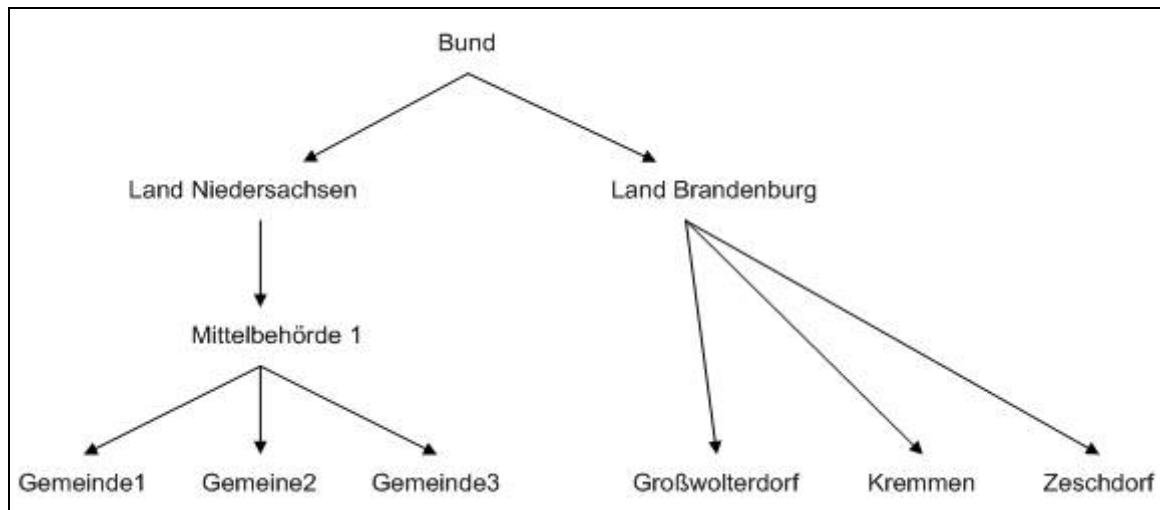 Bund
Land Niedersachsen
Land Brandenburg
Mittelbehörde 1
Gemeinde1
Gemeine2
Gemeinde3
Großwolterdorf
Kremmen
Zeschdorf